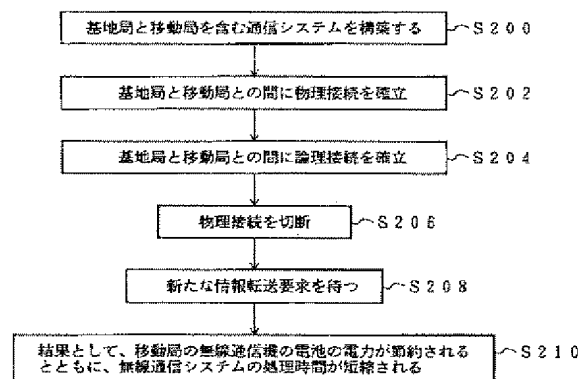 基地局と移動局を含む通信システムを構築する
S200
基地局と移動局との間に物理接続を確立
S202
基地局と移動局との間に論理接続を確立
S204
物理接続を切断
S206
新たな情報転送要求を待つ
S208
結果として、移動局の無線通信機の電池の電力が節約される
とともに、無線通信システムの処理時間が短縮される
S210